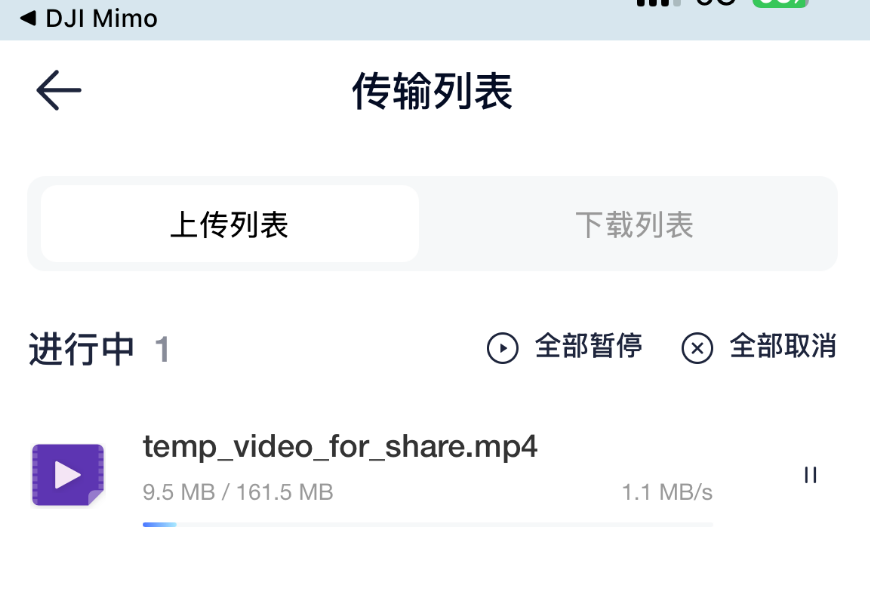 ◀ DJI Mimo
传输列表
上传列表 下载列表
进行中 1 全部暂停 全部取消
temp_video_for_share.mp4
9.5 MB / 161.5 MB 1.1 MB/s